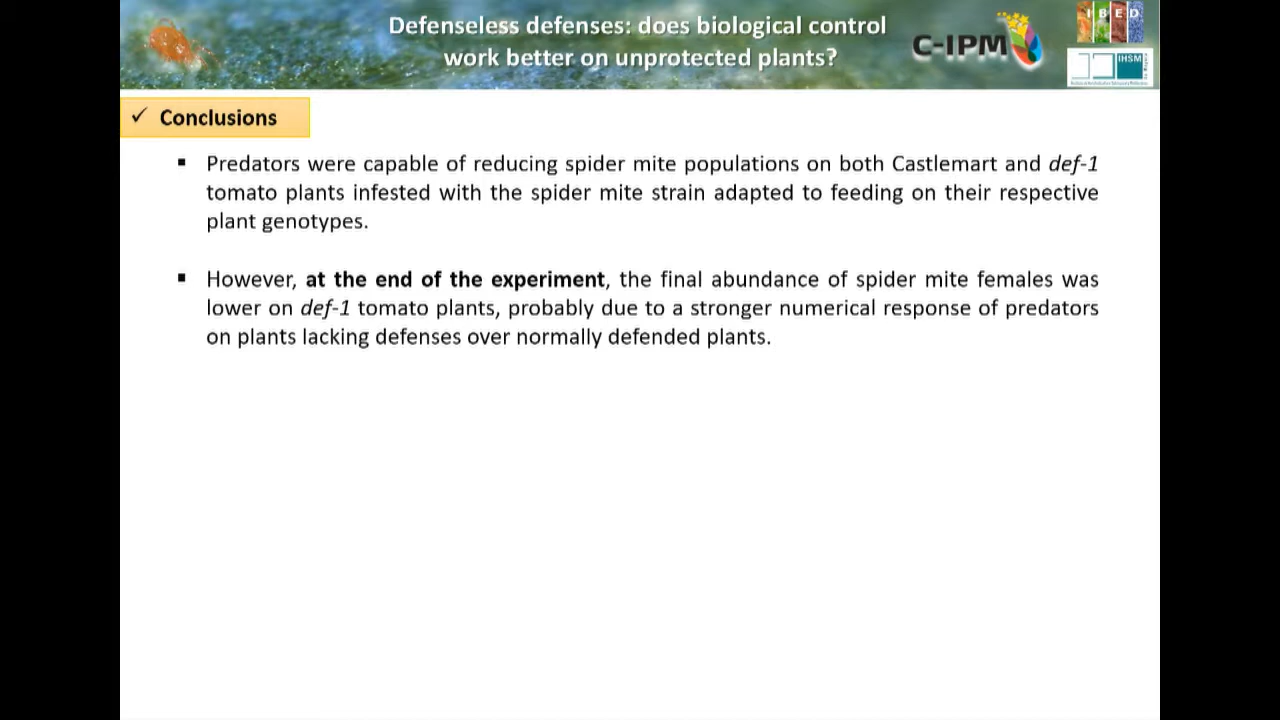 Defenseless defenses: does biological control
work better on unprotected plants?
C-IPM
IBED
IHSM
✓ Conclusions
▪ Predators were capable of reducing spider mite populations on both Castlemart and def-1
tomato plants infested with the spider mite strain adapted to feeding on their respective
plant genotypes.
▪ However, at the end of the experiment, the final abundance of spider mite females was
lower on def-1 tomato plants, probably due to a stronger numerical response of predators
on plants lacking defenses over normally defended plants.